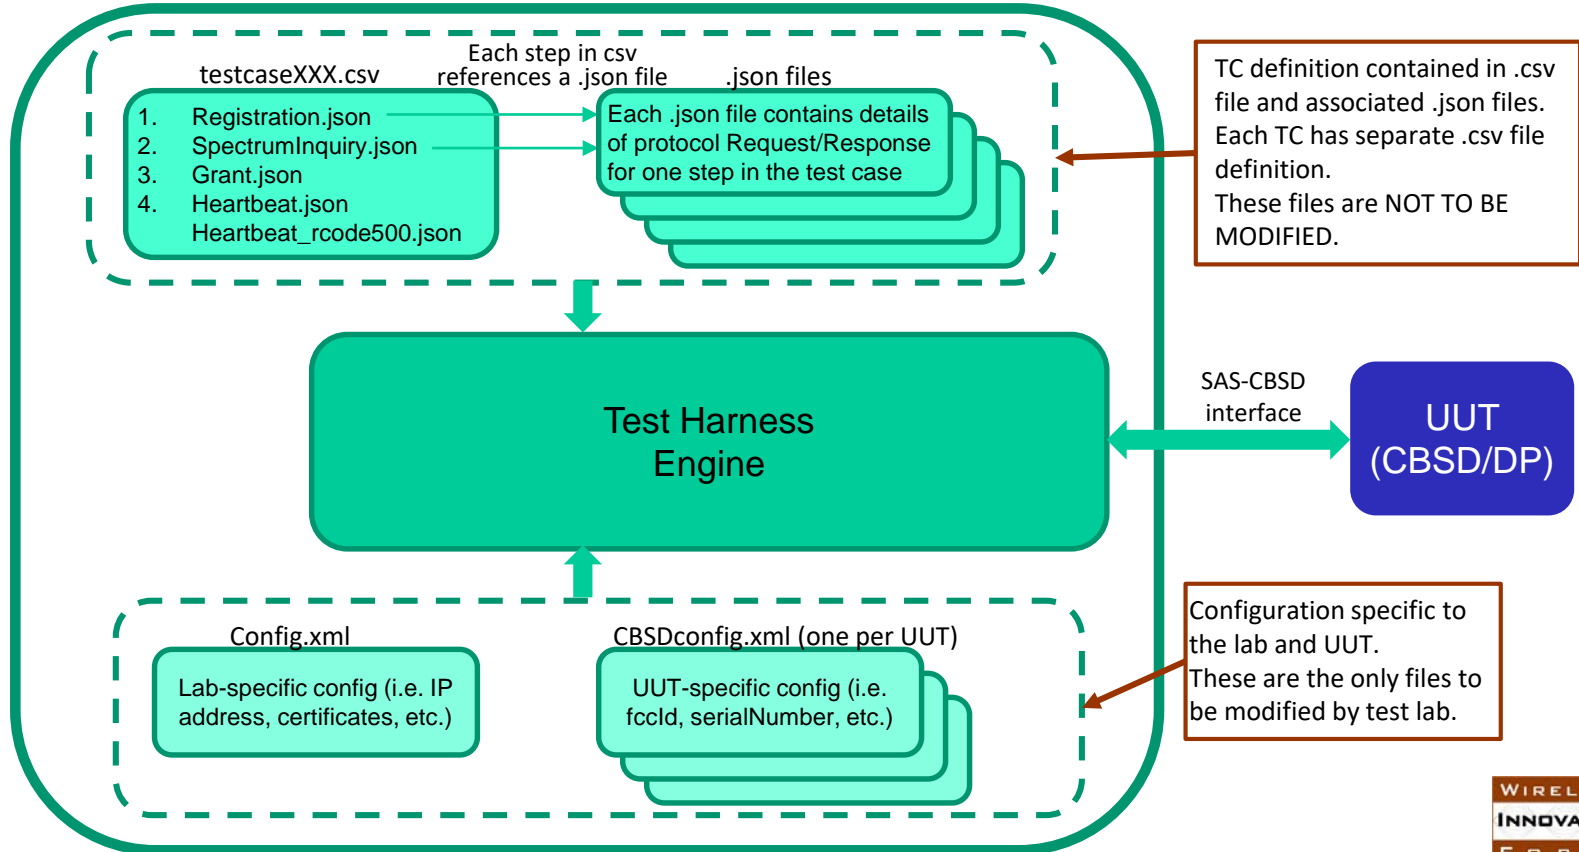 Each step in csv
references a .json file
testcaseXXX.csv
.json files
1. Registration.json
2. SpectrumInquiry.json
3. Grant.json
4. Heartbeat.json
Heartbeat_rcode500.json
Each .json file contains details
of protocol Request/Response
for one step in the test case
TC definition contained in .csv
file and associated .json files.
Each TC has separate .csv file
definition.
These files are NOT TO BE
MODIFIED.
Test Harness
Engine
SAS-CBSD
interface
UUT
(CBSD/DP)
Config.xml
Lab-specific config (i.e. IP
address, certificates, etc.)
CBSDconfig.xml (one per UUT)
UUT-specific config (i.e.
fccId, serialNumber, etc.)
Configuration specific to
the lab and UUT.
These are the only files to
be modified by test lab.
WIREL
INNOVA